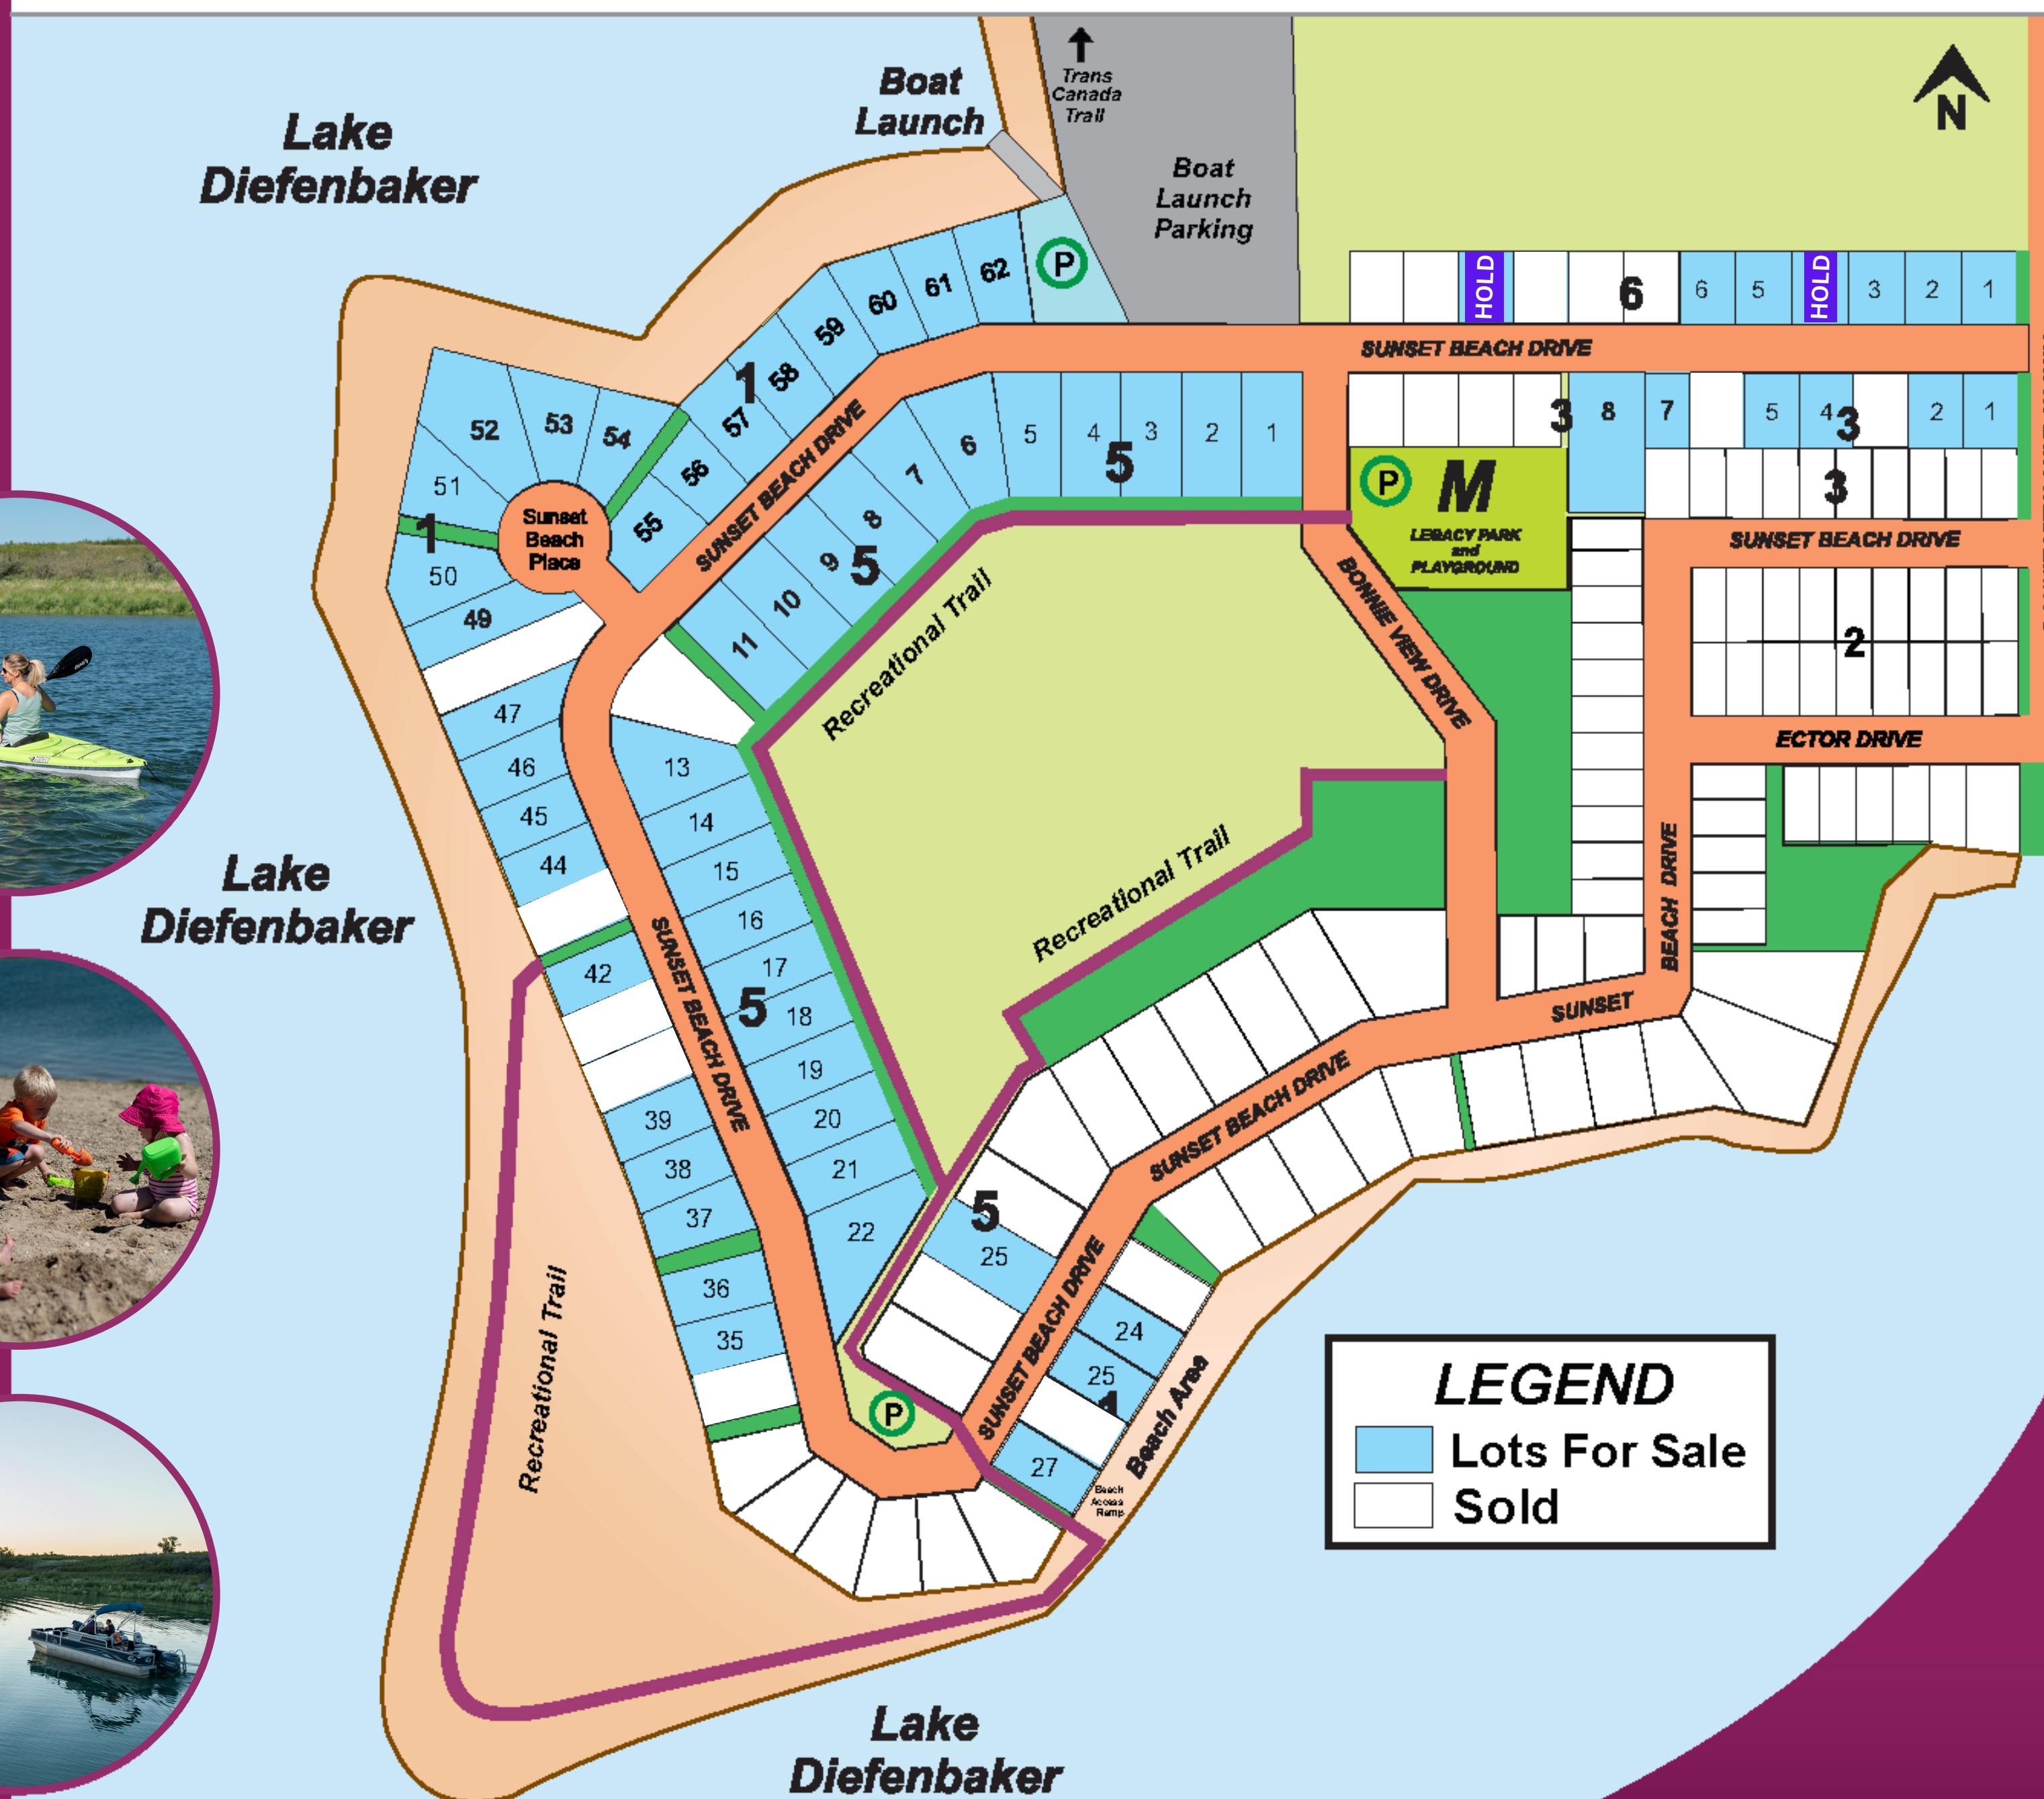 Boat
Launch
Trans
Canada
Trail
N
Lake
Diefenbaker
Boat
Launch
Parking
P
62
61
60
59
58
1
57
56
55
HOLD
6
6
5
HOLD
3
2
1
SUNSET BEACH DRIVE
52
53
54
51
1
50
49
Sunset
Beach
Place
SUNSET BEACH DRIVE
6
5
4
3
2
1
5
7
8
9
5
10
11
3
8
7
5
4
3
2
1
3
P
M
LEGACY PARK
and
PLAYGROUND
SUNSET BEACH DRIVE
2
ECTOR DRIVE
BONNIE VIEW DRIVE
Recreational Trail
47
46
45
44
42
39
38
37
36
35
13
14
15
16
17
5
18
19
20
21
22
SUNSET BEACH DRIVE
Lake
Diefenbaker
Recreational Trail
BEACH DRIVE
SUNSET
SUNSET BEACH DRIVE
5
25
SUNSET BEACH DRIVE
24
25
27
Beach Area
Beach
Access
Ramp
P
Recreational Trail
LEGEND
Lots For Sale
Sold
Lake
Diefenbaker